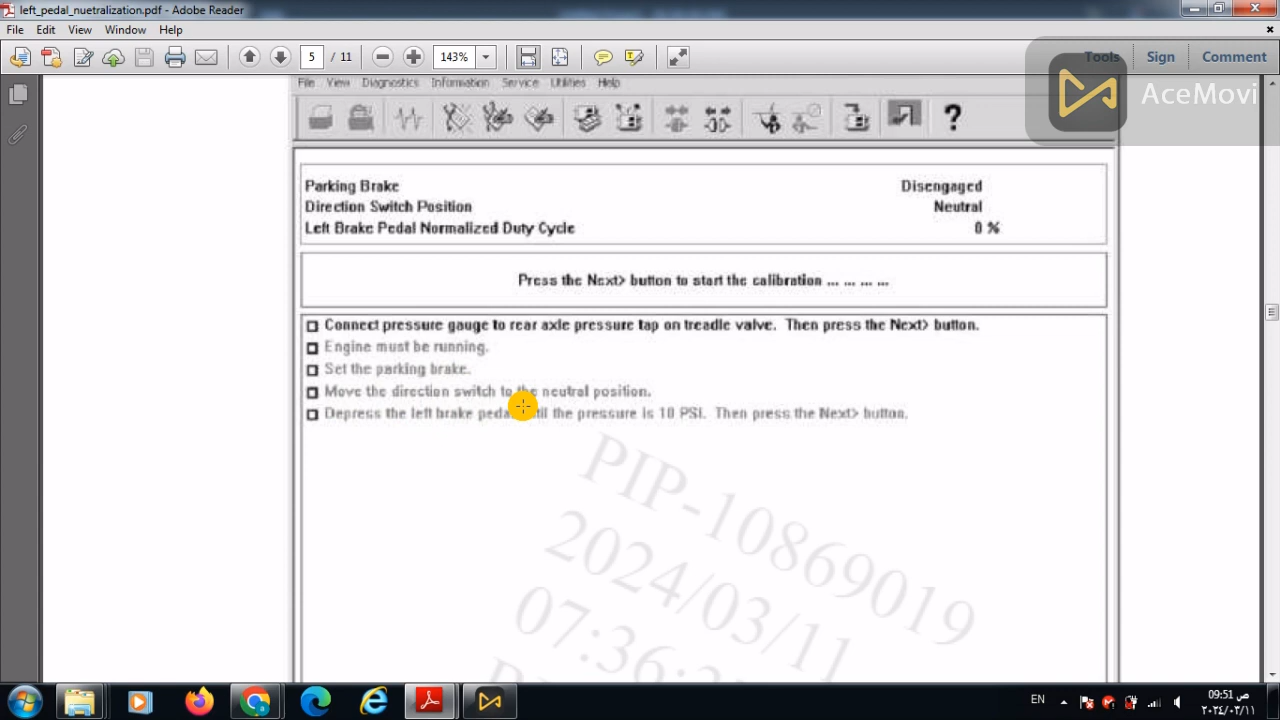 left_pedal_nuetralization.pdf - Adobe Reader
File Edit View Window Help
5 / 11 143% Tools Sign Comment
AceMovi
File View Diagnostics Information Service Utilities Help
Parking Brake Disengaged
Direction Switch Position Neutral
Left Brake Pedal Normalized Duty Cycle 0 %
Press the Next> button to start the calibration ... ... ... ...
Connect pressure gauge to rear axle pressure tap on treadle valve. Then press the Next> button.
Engine must be running.
Set the parking brake.
Move the direction switch to the neutral position.
Depress the left brake pedal until the pressure is 10 PSI. Then press the Next> button.
PIP-10869019
2024/03/11
07:36:
EN
09:51 ص
٢٠٢٤/٠٣/١١